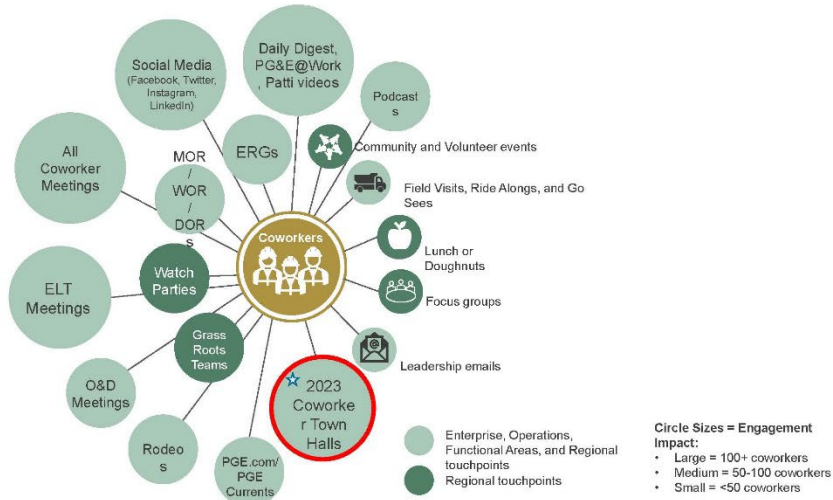 Social Media
(Facebook, Twitter,
Instagram,
LinkedIn)
Daily Digest,
PG&E@Work
, Patti videos
Podcast
s
All
Coworker
Meetings
MOR
/
WOR
/
DOR
s
ERGs
Community and Volunteer events
Field Visits, Ride Alongs, and Go
Sees
Coworkers
Lunch or
Doughnuts
ELT
Meetings
Watch
Parties
Focus groups
Grass
Roots
Teams
@
Leadership emails
O&D
Meetings
2023
Coworke
r Town
Halls
Rodeo
s
PGE.com/
PGE
Currents
Enterprise, Operations,
Functional Areas, and Regional
touchpoints
Regional touchpoints
Circle Sizes = Engagement
Impact:
• Large = 100+ coworkers
• Medium = 50-100 coworkers
• Small = <50 coworkers